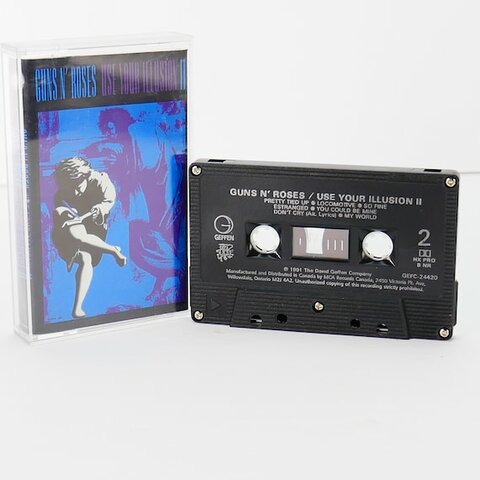 GUNS N' ROSES USE YOUR ILLUSION II
GUNS N' ROSES / USE YOUR ILLUSION II
PRETTY TIED UP ● LOCOMOTIVE ● SO FINE
ESTRANGED ● YOU COULD BE MINE
DON'T CRY (Alt. Lyrics) ● MY WORLD
GEFFEN
2
HX PRO
B NR
℗ 1991 The David Geffen Company
GEFC-24420
Manufactured and Distributed in Canada by MCA Records Canada, 2450 Victoria Pk. Ave.
Willowdale, Ontario M2J 4A2. Unauthorized copying of this recording strictly prohibited.